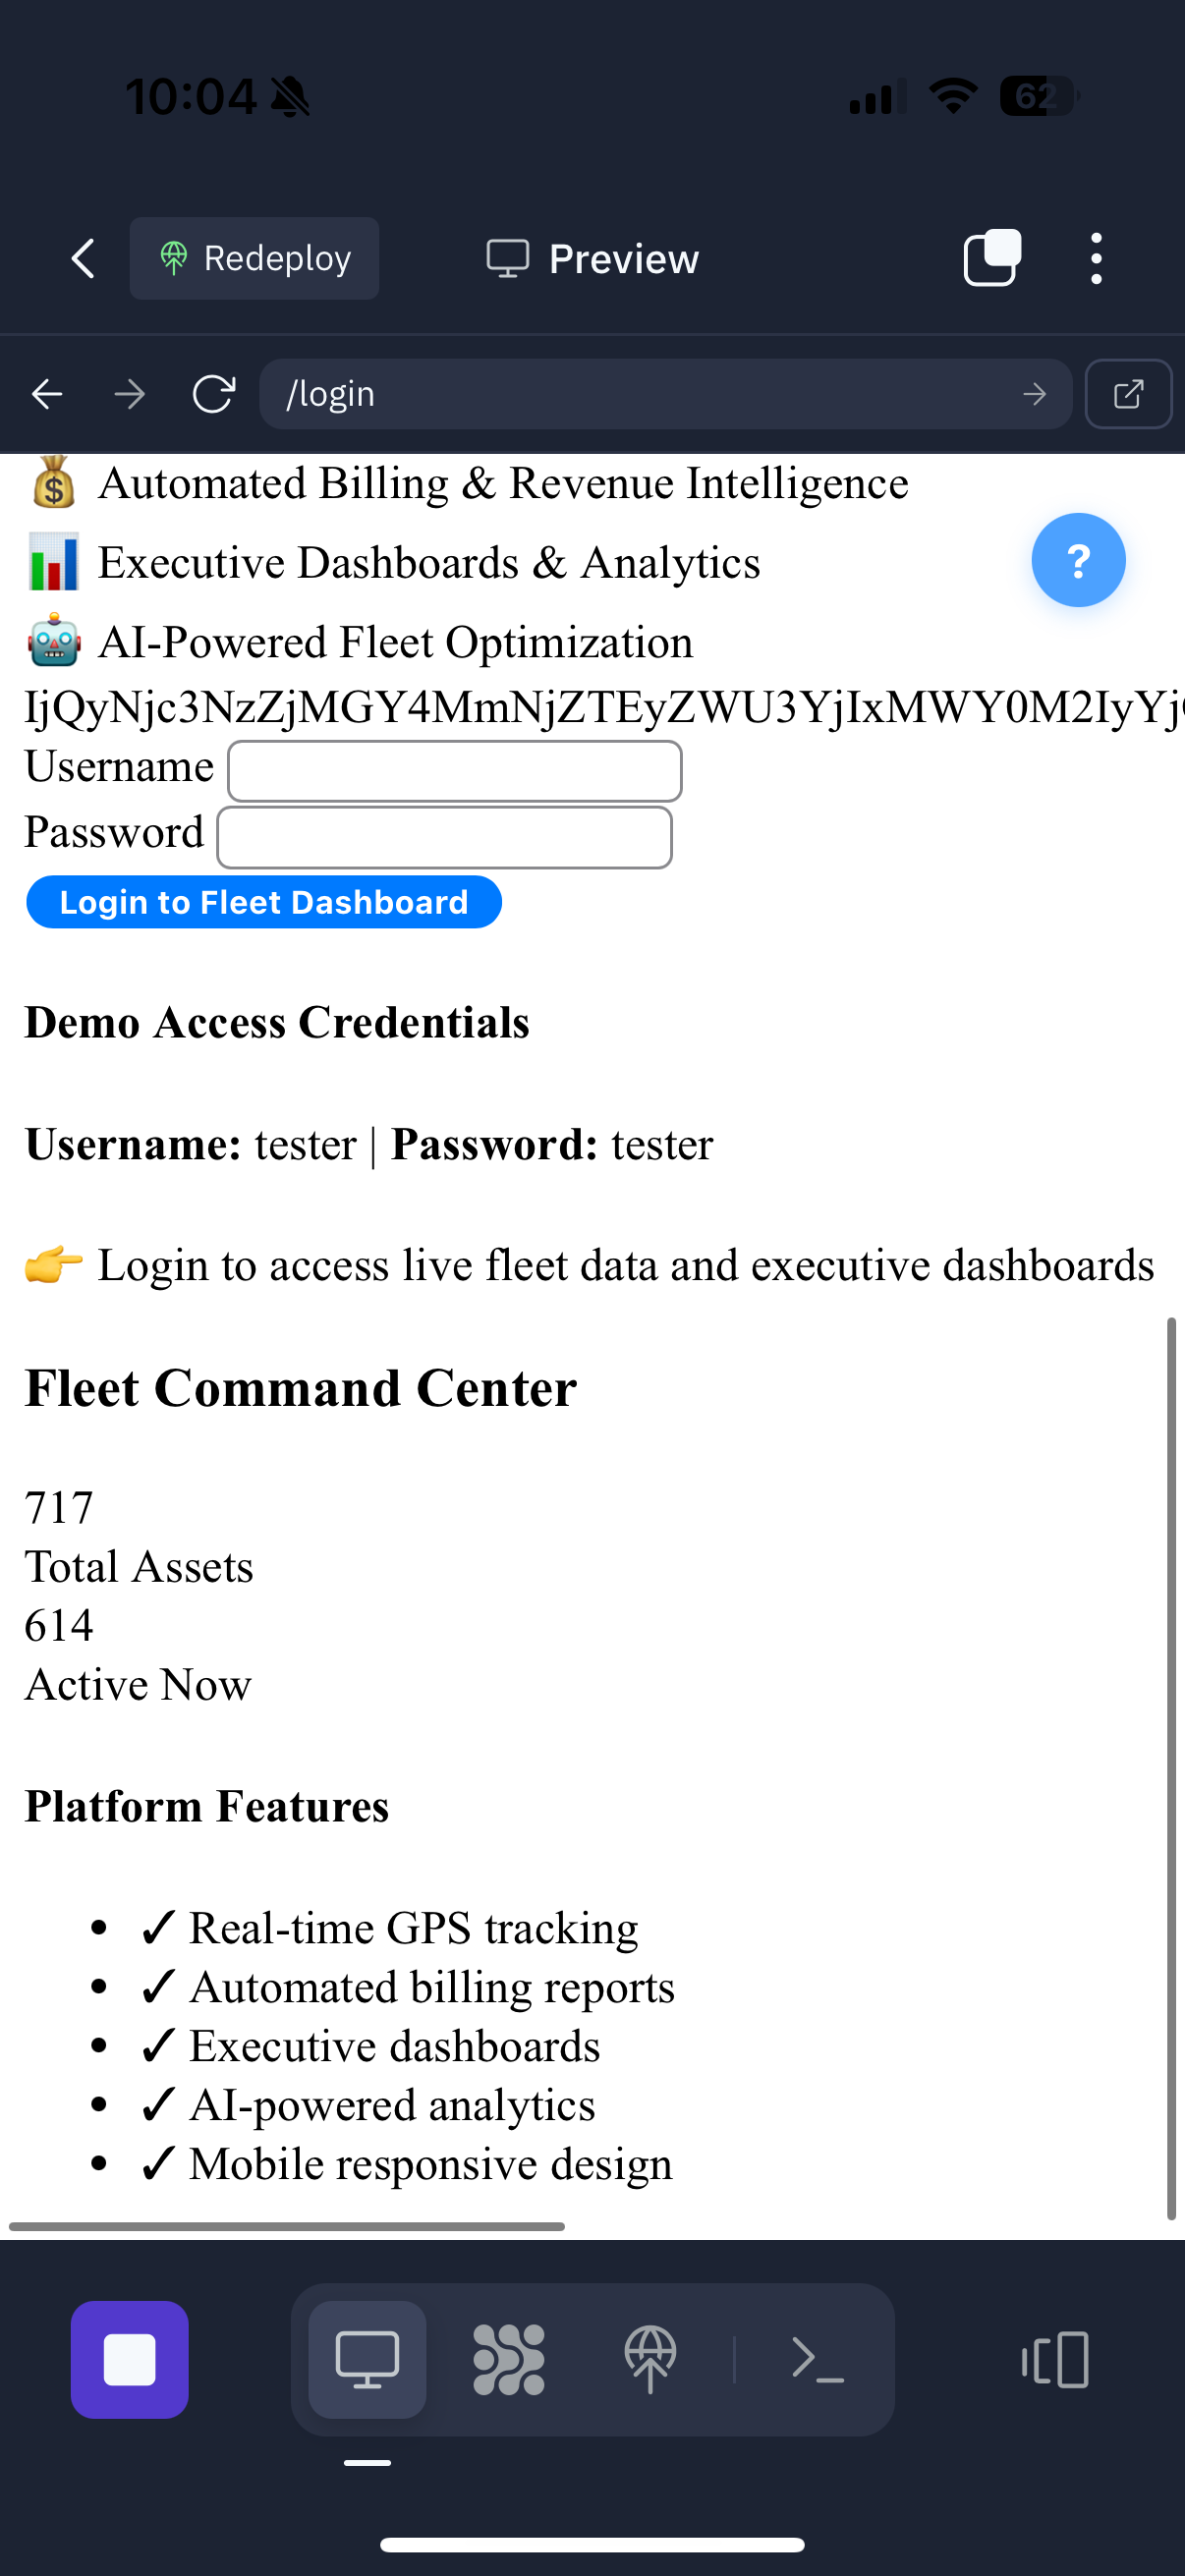 10:04
62
Redeploy
Preview
/login
Automated Billing & Revenue Intelligence
Executive Dashboards & Analytics
?
AI-Powered Fleet Optimization
IjQyNjc3NzZjMGY4MmNjZTEyZWU3YjIxMWY0M2IyYj
Username
Password
Login to Fleet Dashboard
Demo Access Credentials
Username: tester | Password: tester
👉 Login to access live fleet data and executive dashboards
Fleet Command Center
717
Total Assets
614
Active Now
Platform Features
• ✓ Real-time GPS tracking
• ✓ Automated billing reports
• ✓ Executive dashboards
• ✓ AI-powered analytics
• ✓ Mobile responsive design